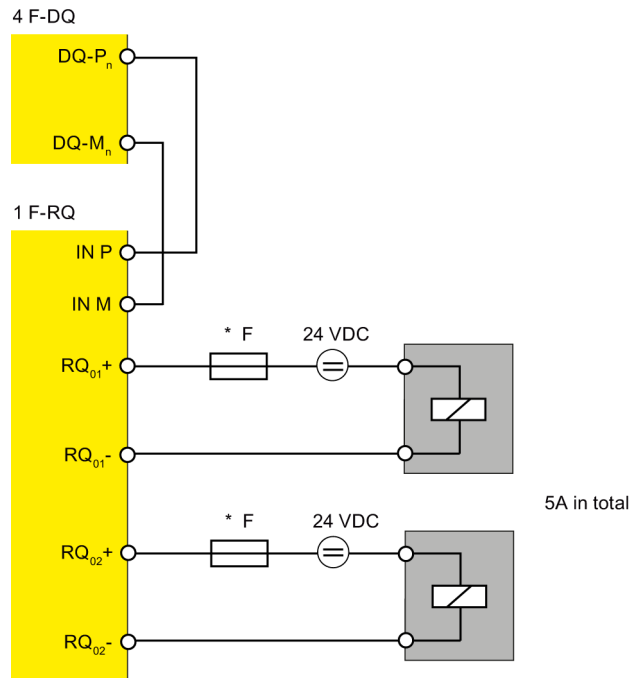 4 F-DQ
DQ-Pn
DQ-Mn
1 F-RQ
IN P
IN M
* F 24 VDC
RQ01+
RQ01-
5A in total
* F 24 VDC
RQ02+
RQ02-